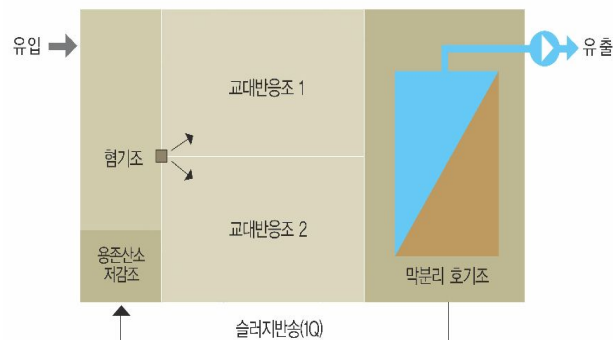 유입
유출
교대반응조 1
혐기조
교대반응조 2
용존산소
저감조
막분리 호기조
슬러지반송(1Q)